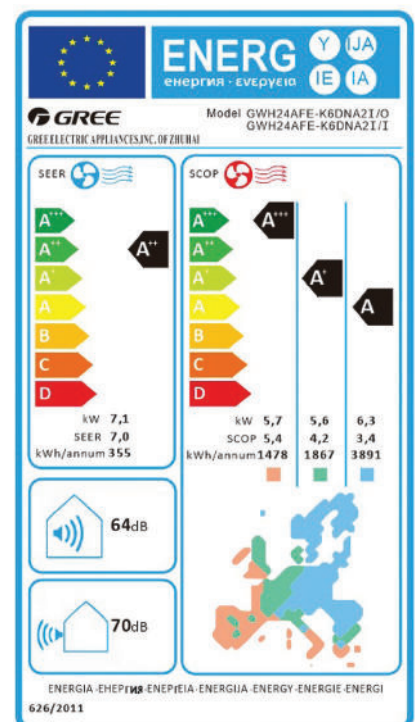 ENERG Y IJA
енергия · ενεργεια IE IA
GREE
Model GWH24AFE-K6DNA2I/O
GWH24AFE-K6DNA2I/I
GREE ELECTRIC APPLIANCES,INC. OF ZHUHAI
SEER
A+++
A++
A+
A
B
C
D
A++
kW 7,1
SEER 7,0
kWh/annum 355
SCOP
A+++
A++
A+
A
B
C
D
A+++
A+
A
kW 5,7 5,6 6,3
SCOP 5,4 4,2 3,4
kWh/annum 1478 1867 3891
64dB
70dB
ENERGIA ·ЕНЕРГИЯ ·ΕΝΕΡΓΕΙΑ · ENERGIJA ·ENERGY ·ENERGIE ·ENERGI
626/2011